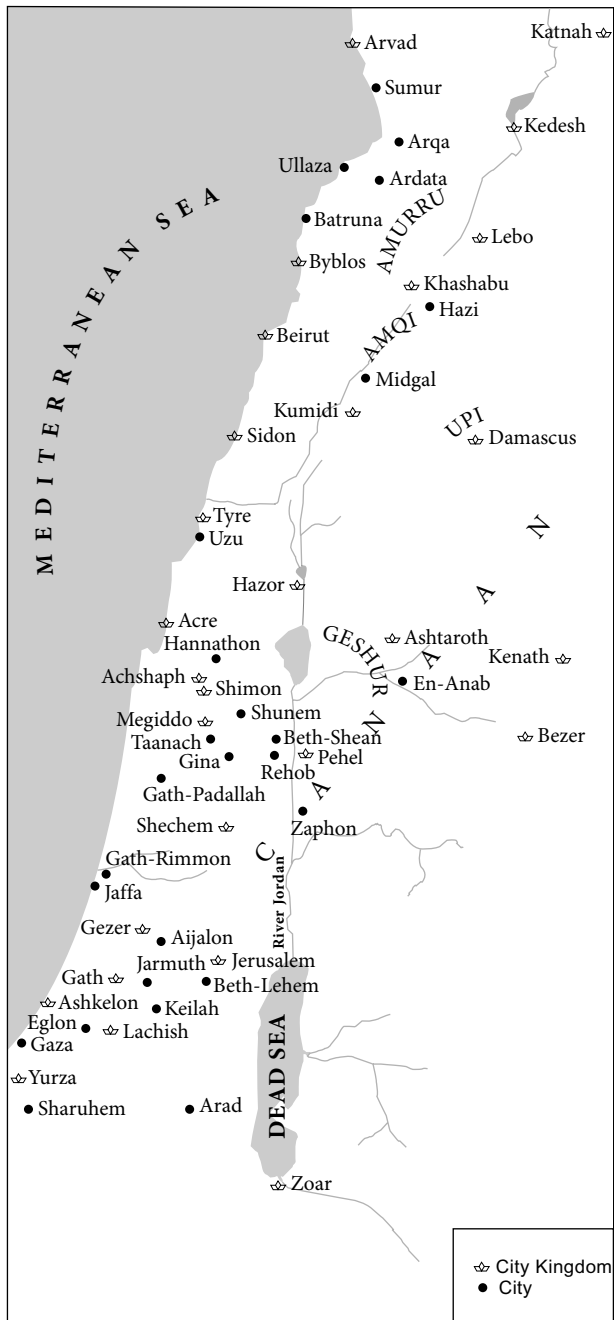 Katnah
Arvad
Sumur
Kedesh
Arqa
Ullaza
Ardata
MEDITERRANEAN SEA
Batruna
AMURRU
Lebo
Byblos
Khashabu
Hazi
Beirut
AMQI
Midgal
Kumidi
UPI
Sidon
Damascus
Tyre
Uzu
Hazor
CANAAN
Acre
GESHUR
Ashtaroth
Hannathon
Kenath
Achshaph
En-Anab
Shimon
Shunem
Megiddo
Bezer
Taanach
Beth-Shean
Gina
Rehob
Pehel
Gath-Padallah
Zaphon
Shechem
Gath-Rimmon
Jaffa
River Jordan
Gezer
Aijalon
Jerusalem
Jarmuth
Gath
Beth-Lehem
Ashkelon
Keilah
Eglon
Lachish
Gaza
DEAD SEA
Yurza
Sharuhem
Arad
Zoar
City Kingdom
City